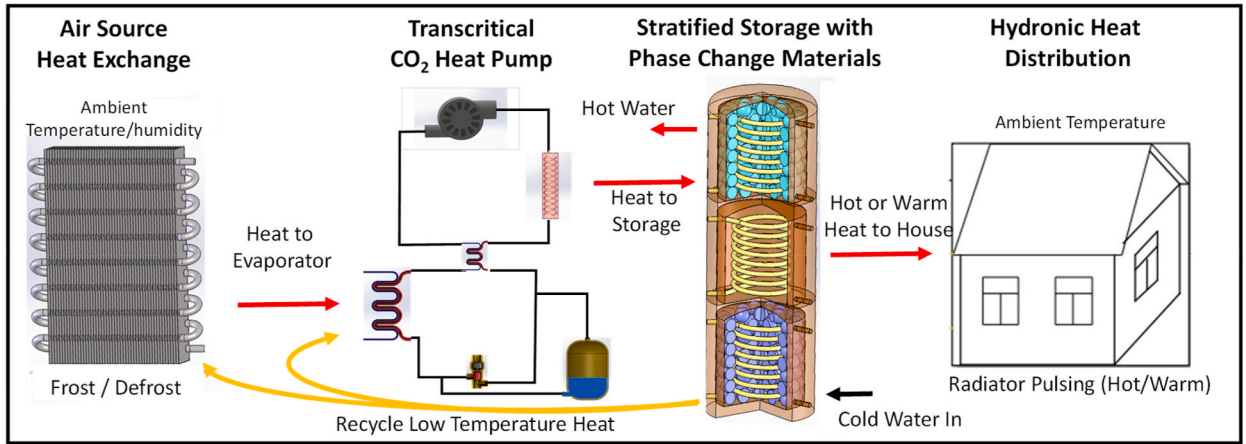 Air Source
Heat Exchange
Transcritical
CO₂ Heat Pump
Stratified Storage with
Phase Change Materials
Hydronic Heat
Distribution
Ambient
Temperature/humidity
Hot Water
Ambient Temperature
Heat to
Evaporator
Heat to
Storage
Hot or Warm
Heat to House
Frost / Defrost
Recycle Low Temperature Heat
Cold Water In
Radiator Pulsing (Hot/Warm)